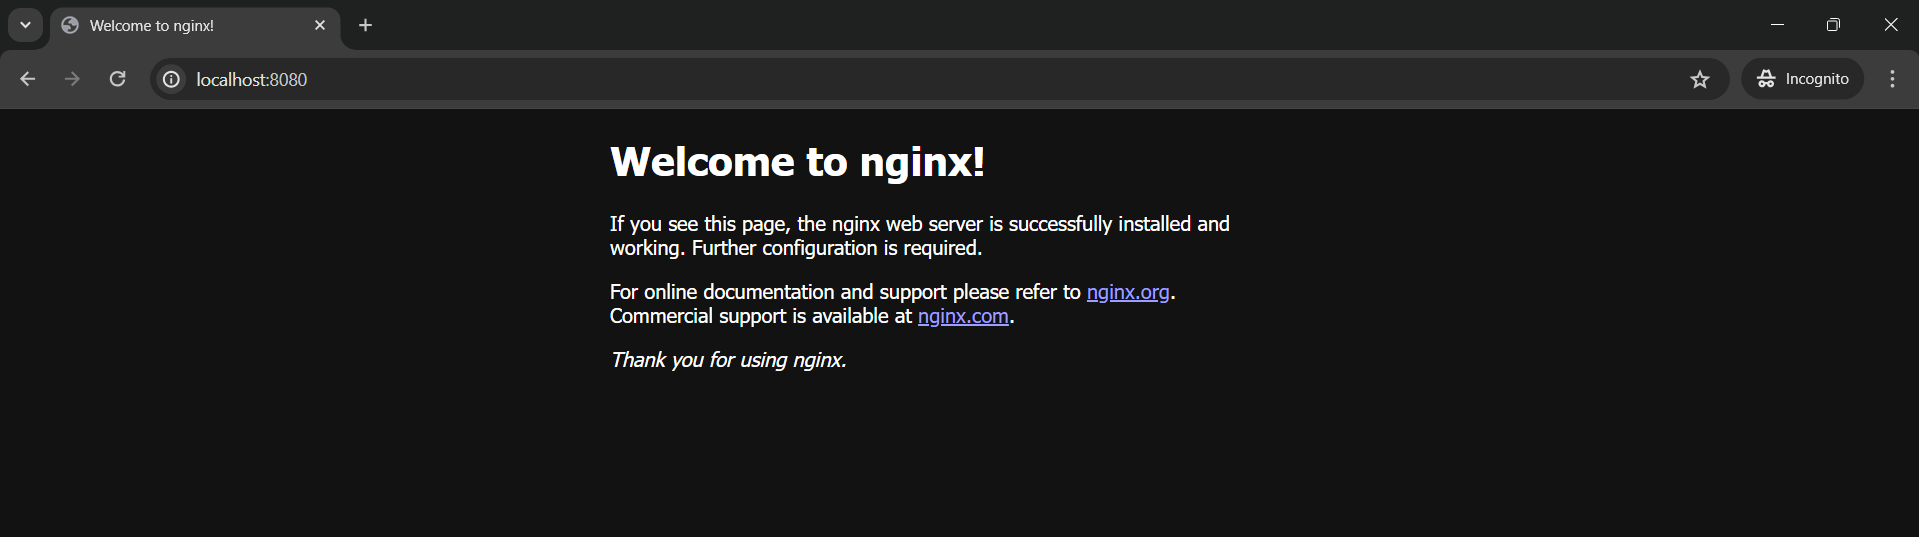 Welcome to nginx!
localhost:8080
Incognito
Welcome to nginx!
If you see this page, the nginx web server is successfully installed and
working. Further configuration is required.
For online documentation and support please refer to nginx.org.
Commercial support is available at nginx.com.
Thank you for using nginx.